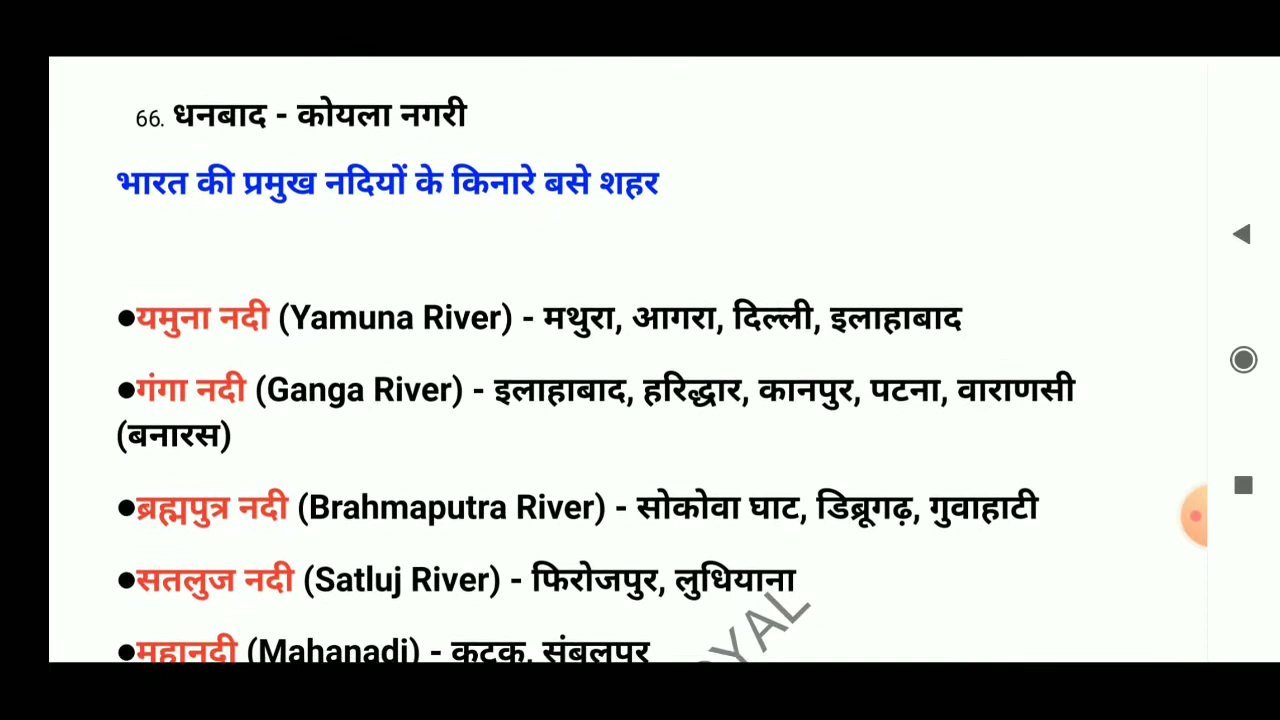 66. धनबाद - कोयला नगरी
भारत की प्रमुख नदियों के किनारे बसे शहर
●यमुना नदी (Yamuna River) - मथुरा, आगरा, दिल्ली, इलाहाबाद
●गंगा नदी (Ganga River) - इलाहाबाद, हरिद्धार, कानपुर, पटना, वाराणसी
(बनारस)
●ब्रह्मपुत्र नदी (Brahmaputra River) - सोकोवा घाट, डिब्रूगढ़, गुवाहाटी
●सतलुज नदी (Satluj River) - फिरोजपुर, लुधियाना
●महानदी (Mahanadi) - कटक, संबलपुर